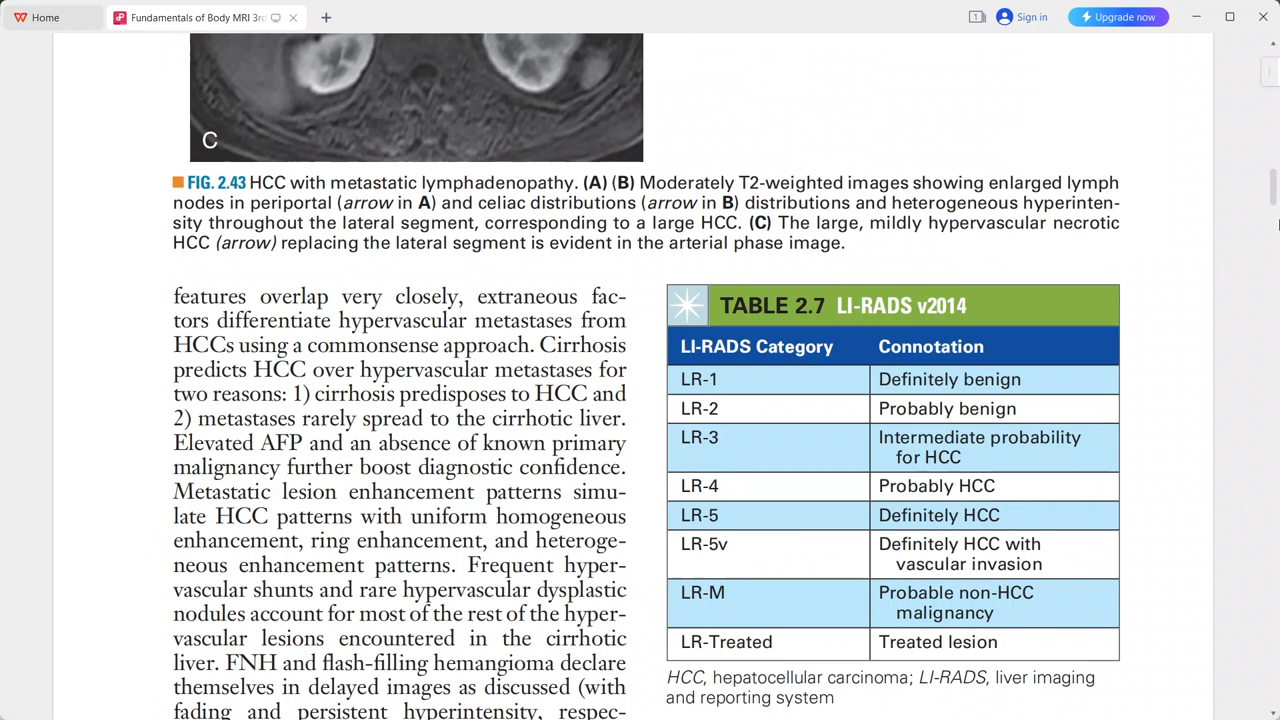 Home
Fundamentals of Body MRI 3rd
1
Sign in
Upgrade now
C
FIG. 2.43 HCC with metastatic lymphadenopathy. (A) (B) Moderately T2-weighted images showing enlarged lymph
nodes in periportal (arrow in A) and celiac distributions (arrow in B) distributions and heterogeneous hyperinten-
sity throughout the lateral segment, corresponding to a large HCC. (C) The large, mildly hypervascular necrotic
HCC (arrow) replacing the lateral segment is evident in the arterial phase image.
features overlap very closely, extraneous fac-
tors differentiate hypervascular metastases from
HCCs using a commonsense approach. Cirrhosis
predicts HCC over hypervascular metastases for
two reasons: 1) cirrhosis predisposes to HCC and
2) metastases rarely spread to the cirrhotic liver.
Elevated AFP and an absence of known primary
malignancy further boost diagnostic confidence.
Metastatic lesion enhancement patterns simu-
late HCC patterns with uniform homogeneous
enhancement, ring enhancement, and heteroge-
neous enhancement patterns. Frequent hyper-
vascular shunts and rare hypervascular dysplastic
nodules account for most of the rest of the hyper-
vascular lesions encountered in the cirrhotic
liver. FNH and flash-filling hemangioma declare
themselves in delayed images as discussed (with
fading and persistent hyperintensity, respec-
TABLE 2.7 LI-RADS v2014
LI-RADS Category Connotation
LR-1 Definitely benign
LR-2 Probably benign
LR-3 Intermediate probability
for HCC
LR-4 Probably HCC
LR-5 Definitely HCC
LR-5v Definitely HCC with
vascular invasion
LR-M Probable non-HCC
malignancy
LR-Treated Treated lesion
HCC, hepatocellular carcinoma; LI-RADS, liver imaging
and reporting system